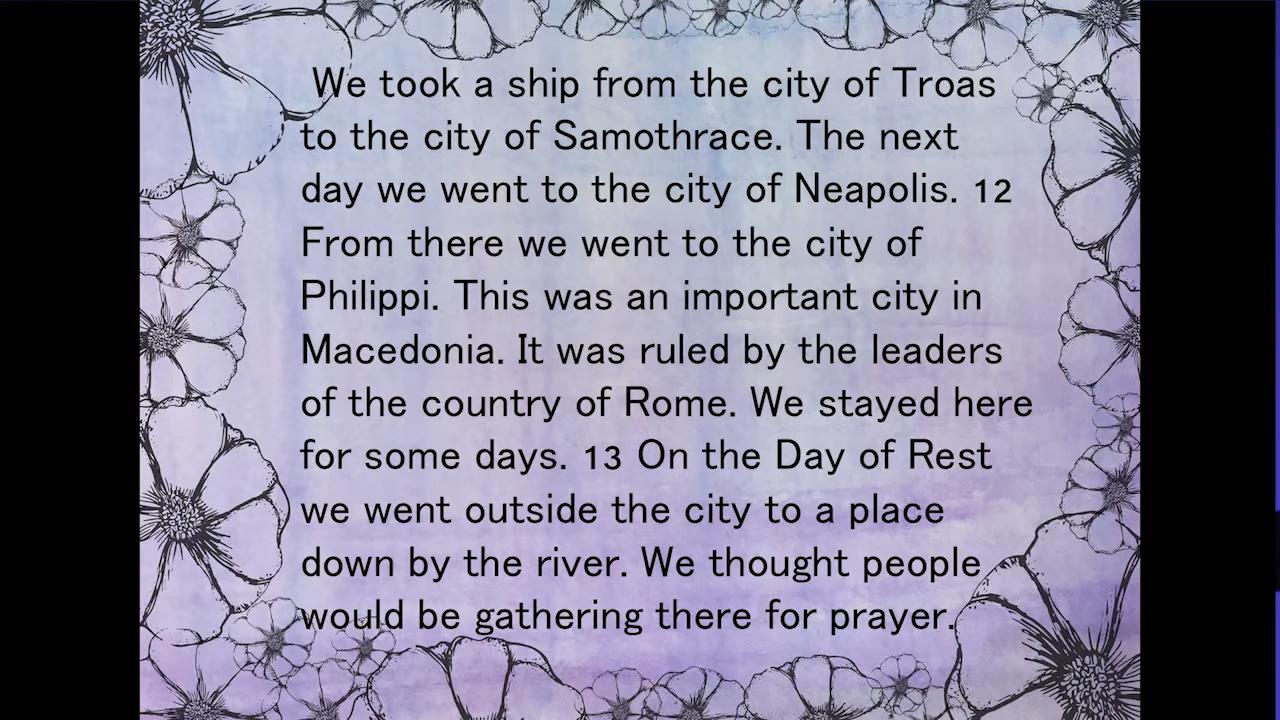 We took a ship from the city of Troas
to the city of Samothrace. The next
day we went to the city of Neapolis. 12
From there we went to the city of
Philippi. This was an important city in
Macedonia. It was ruled by the leaders
of the country of Rome. We stayed here
for some days. 13 On the Day of Rest
we went outside the city to a place
down by the river. We thought people
would be gathering there for prayer.